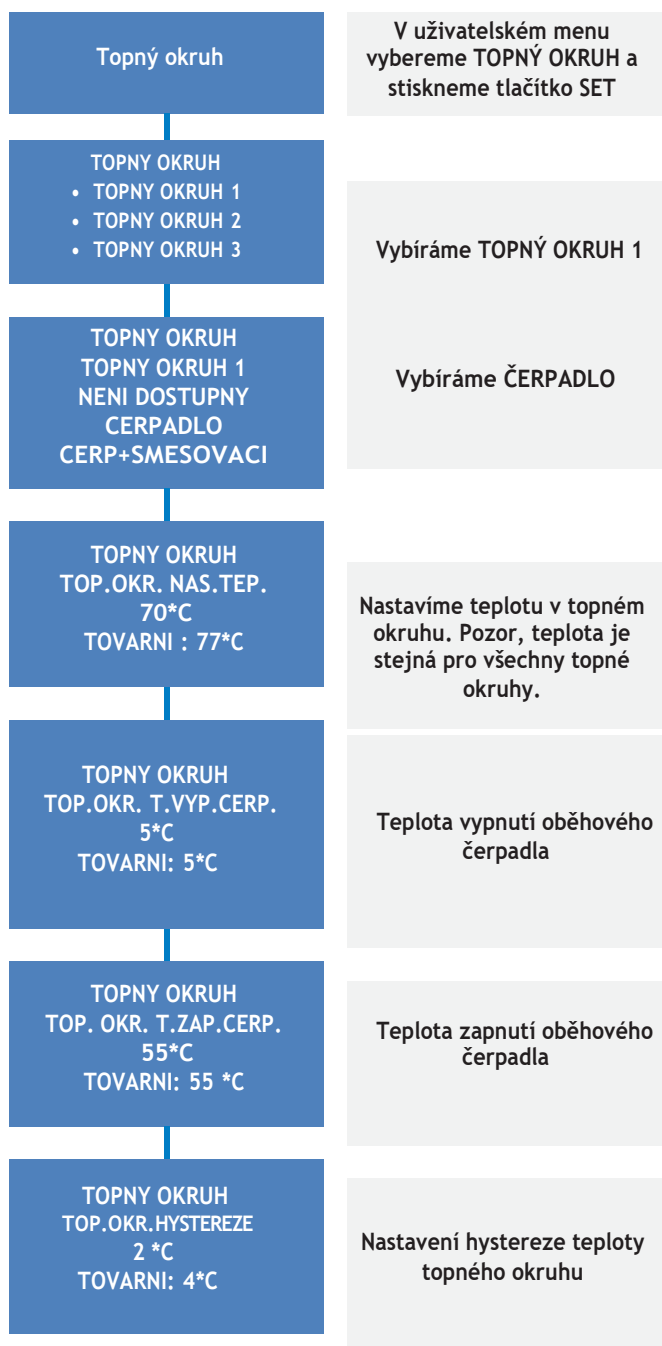 Topný okruh
V uživatelském menu
vybereme TOPNÝ OKRUH a
stiskneme tlačítko SET
TOPNY OKRUH
• TOPNY OKRUH 1
• TOPNY OKRUH 2
• TOPNY OKRUH 3
Vybíráme TOPNÝ OKRUH 1
TOPNY OKRUH
TOPNY OKRUH 1
NENI DOSTUPNY
CERPADLO
CERP+SMESOVACI
Vybíráme ČERPADLO
TOPNY OKRUH
TOP.OKR. NAS.TEP.
70*C
TOVARNI : 77*C
Nastavíme teplotu v topném
okruhu. Pozor, teplota je
stejná pro všechny topné
okruhy.
TOPNY OKRUH
TOP.OKR. T.VYP.CERP.
5*C
TOVARNI: 5*C
Teplota vypnutí oběhového
čerpadla
TOPNY OKRUH
TOP. OKR. T.ZAP.CERP.
55*C
TOVARNI: 55 *C
Teplota zapnutí oběhového
čerpadla
TOPNY OKRUH
TOP.OKR.HYSTEREZE
2 *C
TOVARNI: 4*C
Nastavení hystereze teploty
topného okruhu